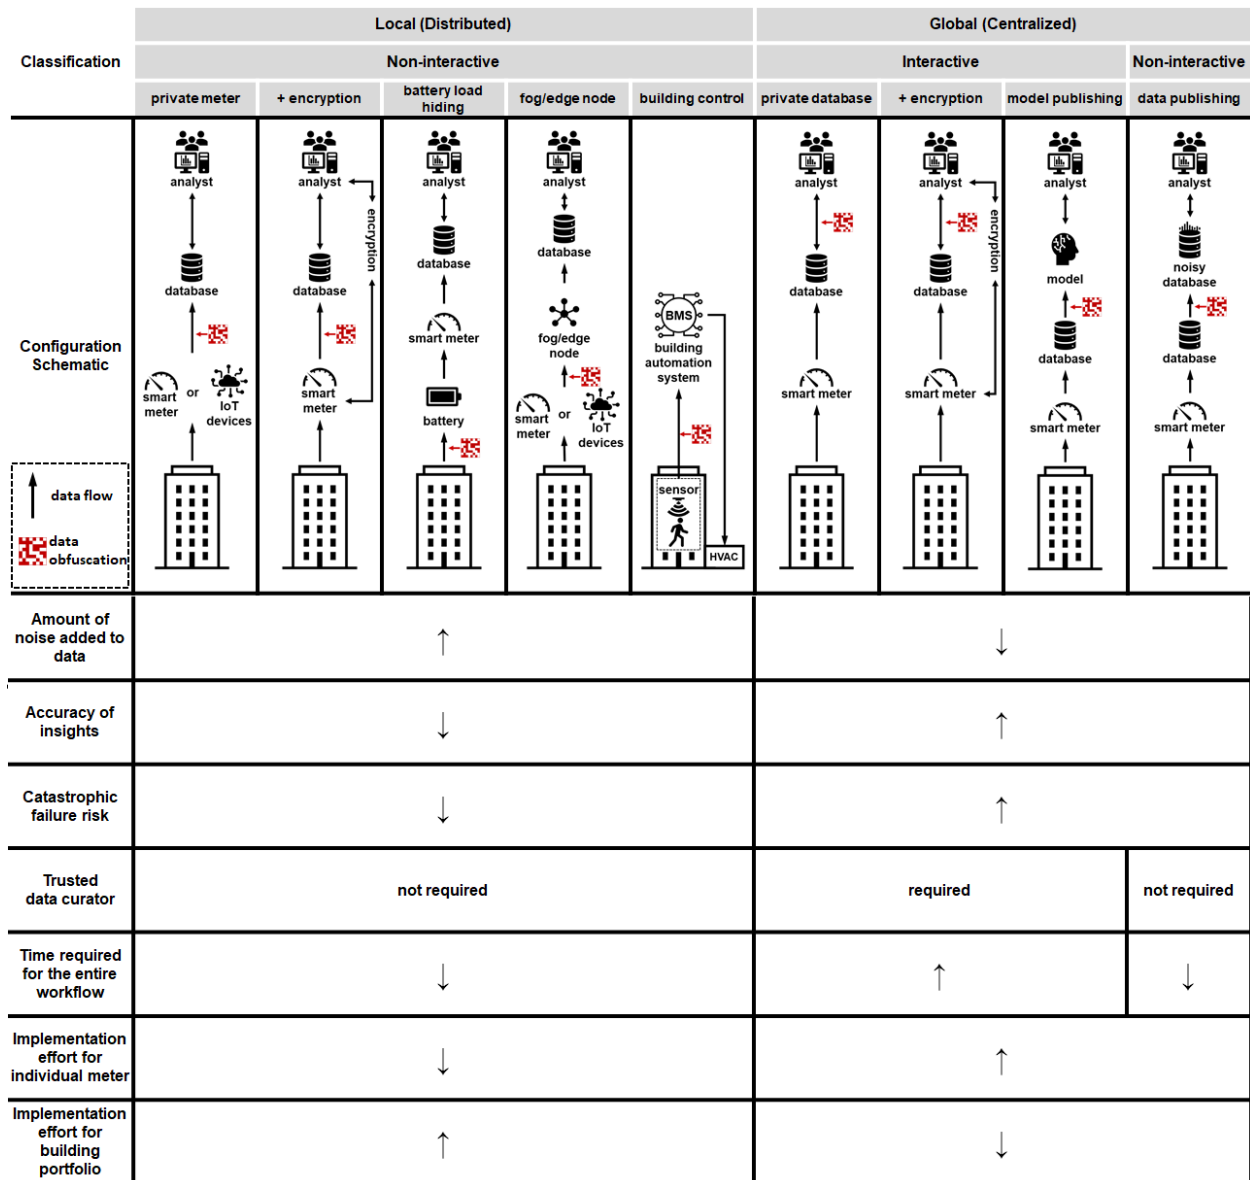 Local (Distributed)
Global (Centralized)
Classification
Non-interactive
Interactive
Non-interactive
private meter
+ encryption
battery load
hiding
fog/edge node
building control
private database
+ encryption
model publishing
data publishing
Configuration
Schematic
analyst
database
smart
meter
or
IoT
devices
analyst
encryption
database
smart
meter
analyst
database
smart meter
battery
analyst
database
fog/edge
node
smart
meter
or
IoT
devices
BMS
building
automation
system
sensor
HVAC
analyst
database
smart meter
analyst
encryption
database
smart meter
analyst
model
database
smart meter
analyst
noisy
database
database
smart meter
data flow
data
obfuscation
Amount of
noise added to
data
↑
↓
Accuracy of
insights
↓
↑
Catastrophic
failure risk
↓
↑
Trusted
data curator
not required
required
not required
Time required
for the entire
workflow
↓
↑
↓
Implementation
effort for
individual meter
↓
↑
Implementation
effort for
building
portfolio
↑
↓